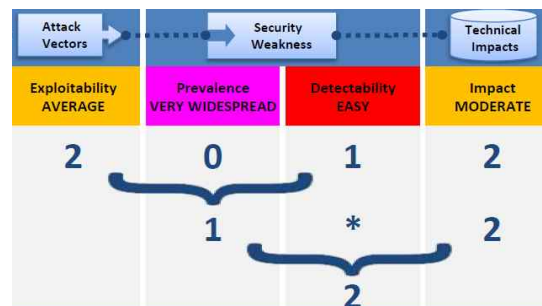 Attack
Vectors
Security
Weakness
Technical
Impacts
Exploitability
AVERAGE
Prevalence
VERY WIDESPREAD
Detectability
EASY
Impact
MODERATE
2 0 1 2
1 * 2
2